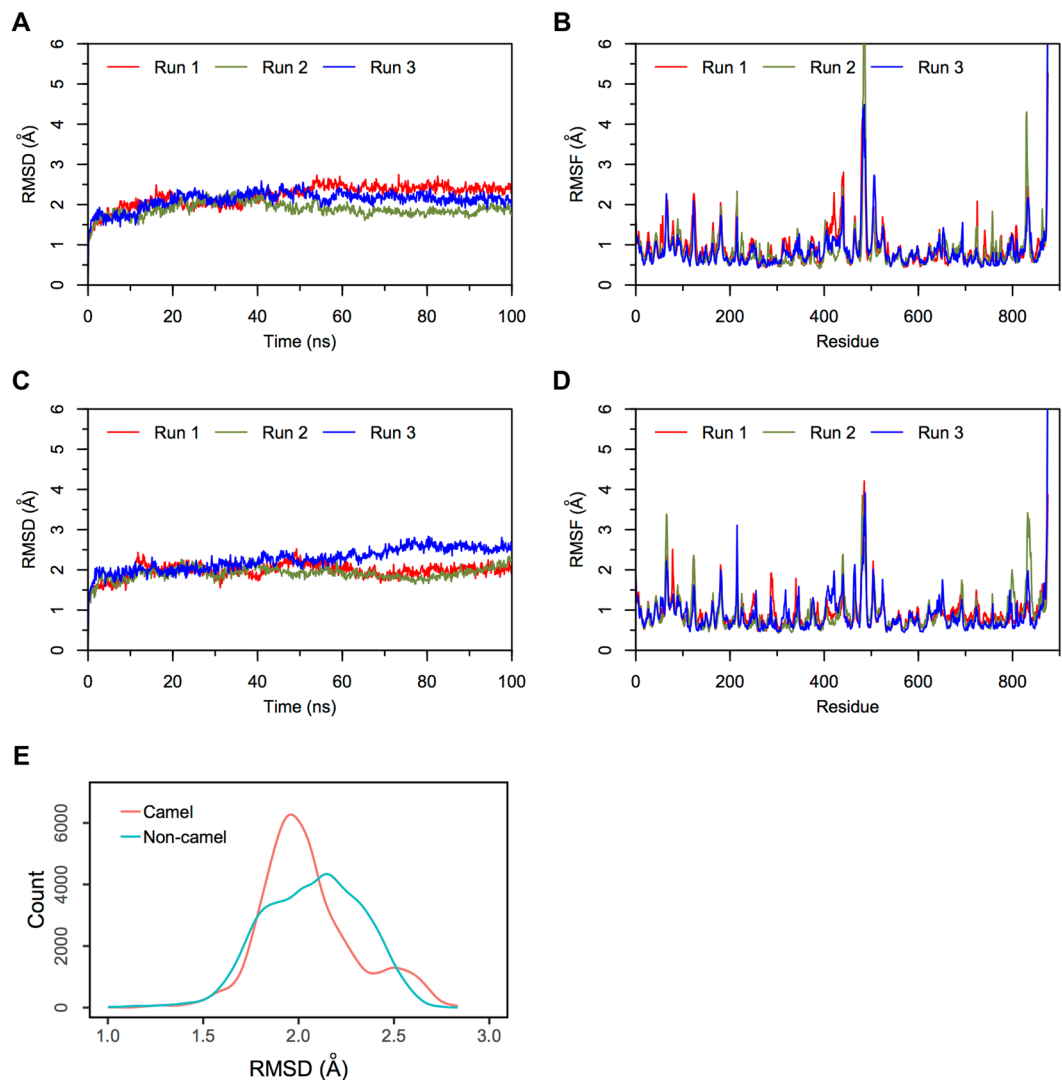 A
B
Run 1 Run 2 Run 3
RMSD (Å)
0 1 2 3 4 5 6
0 20 40 60 80 100
Time (ns)
Run 1 Run 2 Run 3
RMSF (Å)
0 1 2 3 4 5 6
0 200 400 600 800
Residue
C
D
Run 1 Run 2 Run 3
RMSD (Å)
0 1 2 3 4 5 6
0 20 40 60 80 100
Time (ns)
Run 1 Run 2 Run 3
RMSF (Å)
0 1 2 3 4 5 6
0 200 400 600 800
Residue
E
Camel
Non-camel
Count
0 2000 4000 6000
1.0 1.5 2.0 2.5 3.0
RMSD (Å)